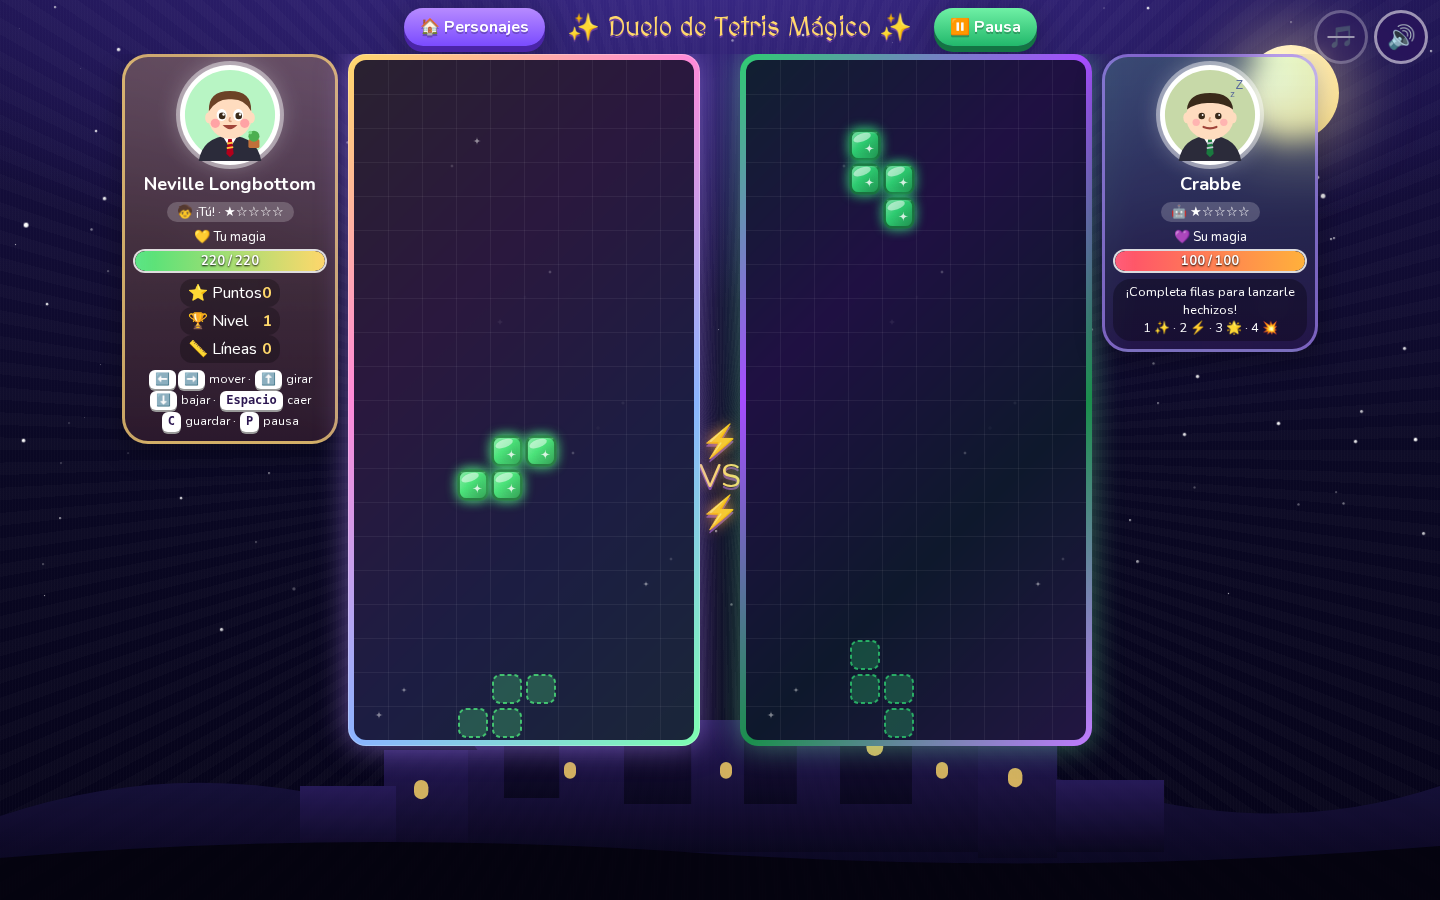 🏠 Personajes
✨ Duelo de Tetris Mágico ✨
⏸️ Pausa
Neville Longbottom
🧒 ¡Tú! · ★☆☆☆☆
💛 Tu magia
220 / 220
⭐ Puntos 0
🏆 Nivel 1
📏 Líneas 0
⬅️ ➡️ mover · ⬆️ girar
⬇️ bajar · Espacio caer
C guardar · P pausa
⚡
VS
⚡
z Z
Crabbe
🤖 ★☆☆☆☆
💜 Su magia
100 / 100
¡Completa filas para lanzarle
hechizos!
1 ✨ · 2 ⚡ · 3 🌟 · 4 💥